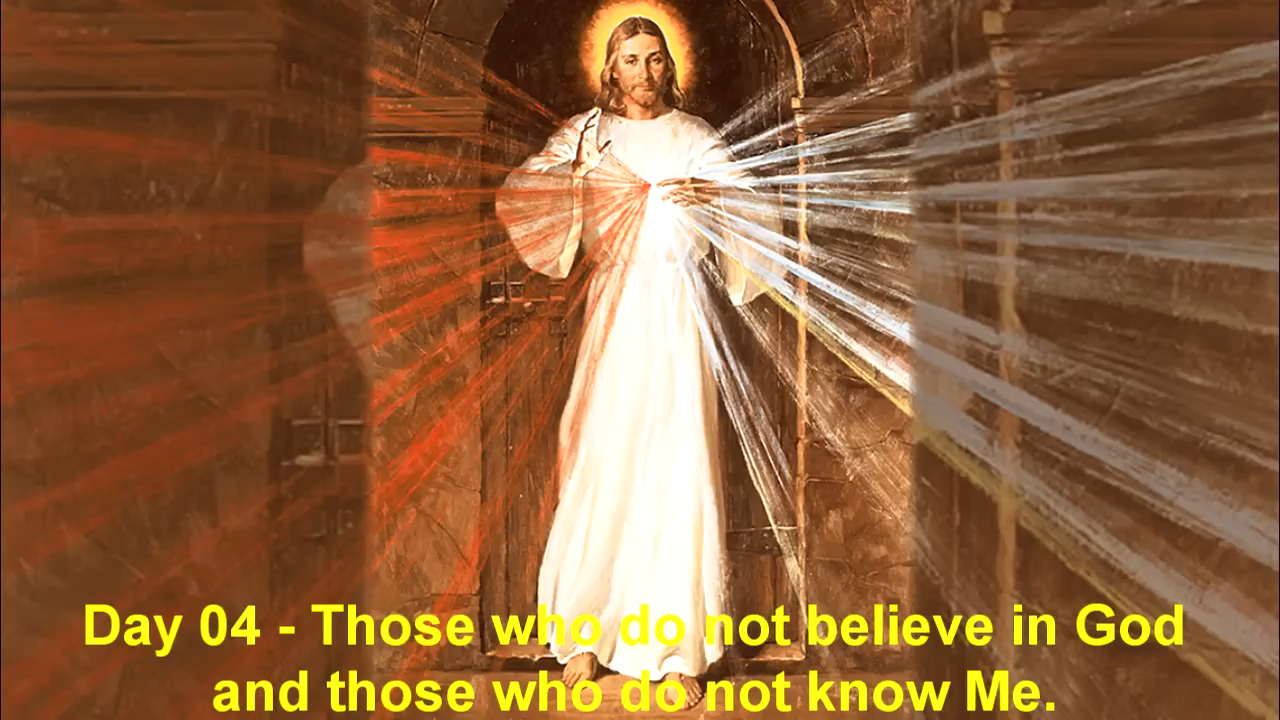 Day 04 - Those who do not believe in God
and those who do not know Me.